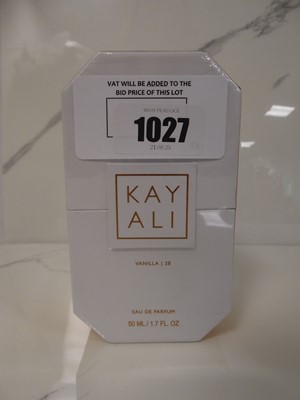 VAT WILL BE ADDED TO THE
BID PRICE OF THIS LOT
1027
KAY
ALI
VANILLA | 28
EAU DE PARFUM
50 ML / 1.7 FL. OZ